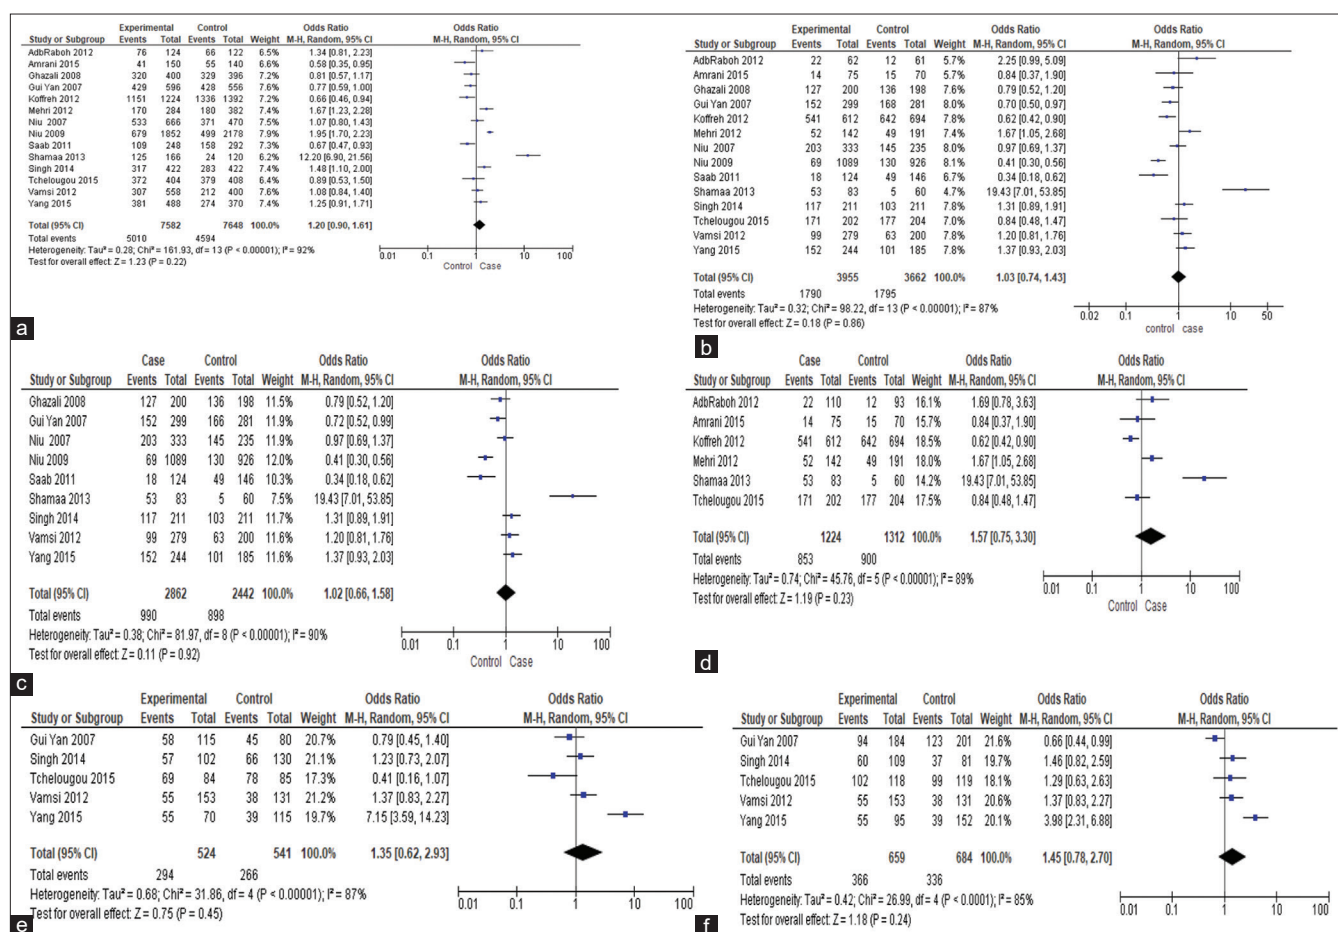 Experimental Control Odds Ratio Odds Ratio
Study or Subgroup Events Total Events Total Weight M-H, Random, 95% CI M-H, Random, 95% CI
AdbRaboh 2012 76 124 66 122 6.5% 1.34 [0.81, 2.23]
Amrani 2015 41 150 55 140 6.6% 0.58 [0.35, 0.95]
Ghazali 2008 320 400 329 396 7.2% 0.81 [0.57, 1.17]
Gui Yan 2007 429 596 428 556 7.5% 0.77 [0.59, 1.00]
Koffreh 2012 1151 1224 1336 1392 7.2% 0.66 [0.46, 0.94]
Mehri 2012 170 284 180 382 7.4% 1.67 [1.23, 2.28]
Niu 2007 533 666 371 470 7.4% 1.07 [0.80, 1.43]
Niu 2009 679 1852 499 2178 7.8% 1.95 [1.70, 2.23]
Saab 2011 109 248 158 292 7.2% 0.67 [0.47, 0.93]
Shamaa 2013 125 166 24 120 6.3% 12.20 [6.90, 21.56]
Singh 2014 317 422 283 422 7.4% 1.48 [1.10, 2.00]
Tchelougou 2015 372 404 379 408 6.4% 0.89 [0.53, 1.50]
Vamsi 2012 307 558 212 400 7.5% 1.08 [0.84, 1.40]
Yang 2015 381 488 274 370 7.4% 1.25 [0.91, 1.71]
Total (95% CI) 7582 7648 100.0% 1.20 [0.90, 1.61]
Total events 5010 4594
Heterogeneity: Tau² = 0.28; Chi² = 161.93, df = 13 (P < 0.00001); I² = 92%
Test for overall effect: Z = 1.23 (P = 0.22)
0.01 0.1 1 10 100
Control Case
a
Experimental Control Odds Ratio Odds Ratio
Study or Subgroup Events Total Events Total Weight M-H, Random, 95% CI M-H, Random, 95% CI
AdbRaboh 2012 22 62 12 61 5.7% 2.25 [0.99, 5.09]
Amrani 2015 14 75 15 70 5.7% 0.84 [0.37, 1.90]
Ghazali 2008 127 200 136 198 7.7% 0.79 [0.52, 1.20]
Gui Yan 2007 152 299 168 281 8.0% 0.70 [0.50, 0.97]
Koffreh 2012 541 612 642 694 7.8% 0.62 [0.42, 0.90]
Mehri 2012 52 142 49 191 7.5% 1.67 [1.05, 2.68]
Niu 2007 203 333 145 235 7.9% 0.97 [0.69, 1.37]
Niu 2009 69 1089 130 926 8.0% 0.41 [0.30, 0.56]
Saab 2011 18 124 49 146 6.8% 0.34 [0.18, 0.62]
Shamaa 2013 53 83 5 60 4.7% 19.43 [7.01, 53.85]
Singh 2014 117 211 103 211 7.8% 1.31 [0.89, 1.91]
Tchelougou 2015 171 202 177 204 6.9% 0.84 [0.48, 1.47]
Vamsi 2012 99 279 63 200 7.8% 1.20 [0.81, 1.76]
Yang 2015 152 244 101 185 7.8% 1.37 [0.93, 2.03]
Total (95% CI) 3955 3662 100.0% 1.03 [0.74, 1.43]
Total events 1790 1795
Heterogeneity: Tau² = 0.32; Chi² = 98.22, df = 13 (P < 0.00001); I² = 87%
Test for overall effect: Z = 0.18 (P = 0.86)
0.02 0.1 1 10 50
control case
b
Case Control Odds Ratio Odds Ratio
Study or Subgroup Events Total Events Total Weight M-H, Random, 95% CI M-H, Random, 95% CI
Ghazali 2008 127 200 136 198 11.5% 0.79 [0.52, 1.20]
Gui Yan 2007 152 299 166 281 11.9% 0.72 [0.52, 0.99]
Niu 2007 203 333 145 235 11.8% 0.97 [0.69, 1.37]
Niu 2009 69 1089 130 926 12.0% 0.41 [0.30, 0.56]
Saab 2011 18 124 49 146 10.3% 0.34 [0.18, 0.62]
Shamaa 2013 53 83 5 60 7.5% 19.43 [7.01, 53.85]
Singh 2014 117 211 103 211 11.7% 1.31 [0.89, 1.91]
Vamsi 2012 99 279 63 200 11.6% 1.20 [0.81, 1.76]
Yang 2015 152 244 101 185 11.6% 1.37 [0.93, 2.03]
Total (95% CI) 2862 2442 100.0% 1.02 [0.66, 1.58]
Total events 990 898
Heterogeneity: Tau² = 0.38; Chi² = 81.97, df = 8 (P < 0.00001); I² = 90%
Test for overall effect: Z = 0.11 (P = 0.92)
0.01 0.1 1 10 100
Control Case
c
Case Control Odds Ratio Odds Ratio
Study or Subgroup Events Total Events Total Weight M-H, Random, 95% CI M-H, Random, 95% CI
AdbRaboh 2012 22 110 12 93 16.1% 1.69 [0.78, 3.63]
Amrani 2015 14 75 15 70 15.7% 0.84 [0.37, 1.90]
Koffreh 2012 541 612 642 694 18.5% 0.62 [0.42, 0.90]
Mehri 2012 52 142 49 191 18.0% 1.67 [1.05, 2.68]
Shamaa 2013 53 83 5 60 14.2% 19.43 [7.01, 53.85]
Tchelougou 2015 171 202 177 204 17.5% 0.84 [0.48, 1.47]
Total (95% CI) 1224 1312 100.0% 1.57 [0.75, 3.30]
Total events 853 900
Heterogeneity: Tau² = 0.74; Chi² = 45.76, df = 5 (P < 0.00001); I² = 89%
Test for overall effect: Z = 1.19 (P = 0.23)
0.01 0.1 1 10 100
Control Case
d
Experimental Control Odds Ratio Odds Ratio
Study or Subgroup Events Total Events Total Weight M-H, Random, 95% CI M-H, Random, 95% CI
Gui Yan 2007 58 115 45 80 20.7% 0.79 [0.45, 1.40]
Singh 2014 57 102 66 130 21.1% 1.23 [0.73, 2.07]
Tchelougou 2015 69 84 78 85 17.3% 0.41 [0.16, 1.07]
Vamsi 2012 55 153 38 131 21.2% 1.37 [0.83, 2.27]
Yang 2015 55 70 39 115 19.7% 7.15 [3.59, 14.23]
Total (95% CI) 524 541 100.0% 1.35 [0.62, 2.93]
Total events 294 266
Heterogeneity: Tau² = 0.68; Chi² = 31.86, df = 4 (P < 0.00001); I² = 87%
Test for overall effect: Z = 0.75 (P = 0.45)
0.01 0.1 1 10 100
e
Experimental Control Odds Ratio Odds Ratio
Study or Subgroup Events Total Events Total Weight M-H, Random, 95% CI M-H, Random, 95% CI
Gui Yan 2007 94 184 123 201 21.6% 0.66 [0.44, 0.99]
Singh 2014 60 109 37 81 19.7% 1.46 [0.82, 2.59]
Tchelougou 2015 102 118 99 119 18.1% 1.29 [0.63, 2.63]
Vamsi 2012 55 153 38 131 20.6% 1.37 [0.83, 2.27]
Yang 2015 55 95 39 152 20.1% 3.98 [2.31, 6.88]
Total (95% CI) 659 684 100.0% 1.45 [0.78, 2.70]
Total events 366 336
Heterogeneity: Tau² = 0.42; Chi² = 26.99, df = 4 (P < 0.0001); I² = 85%
Test for overall effect: Z = 1.18 (P = 0.24)
0.01 0.1 1 10 100
f